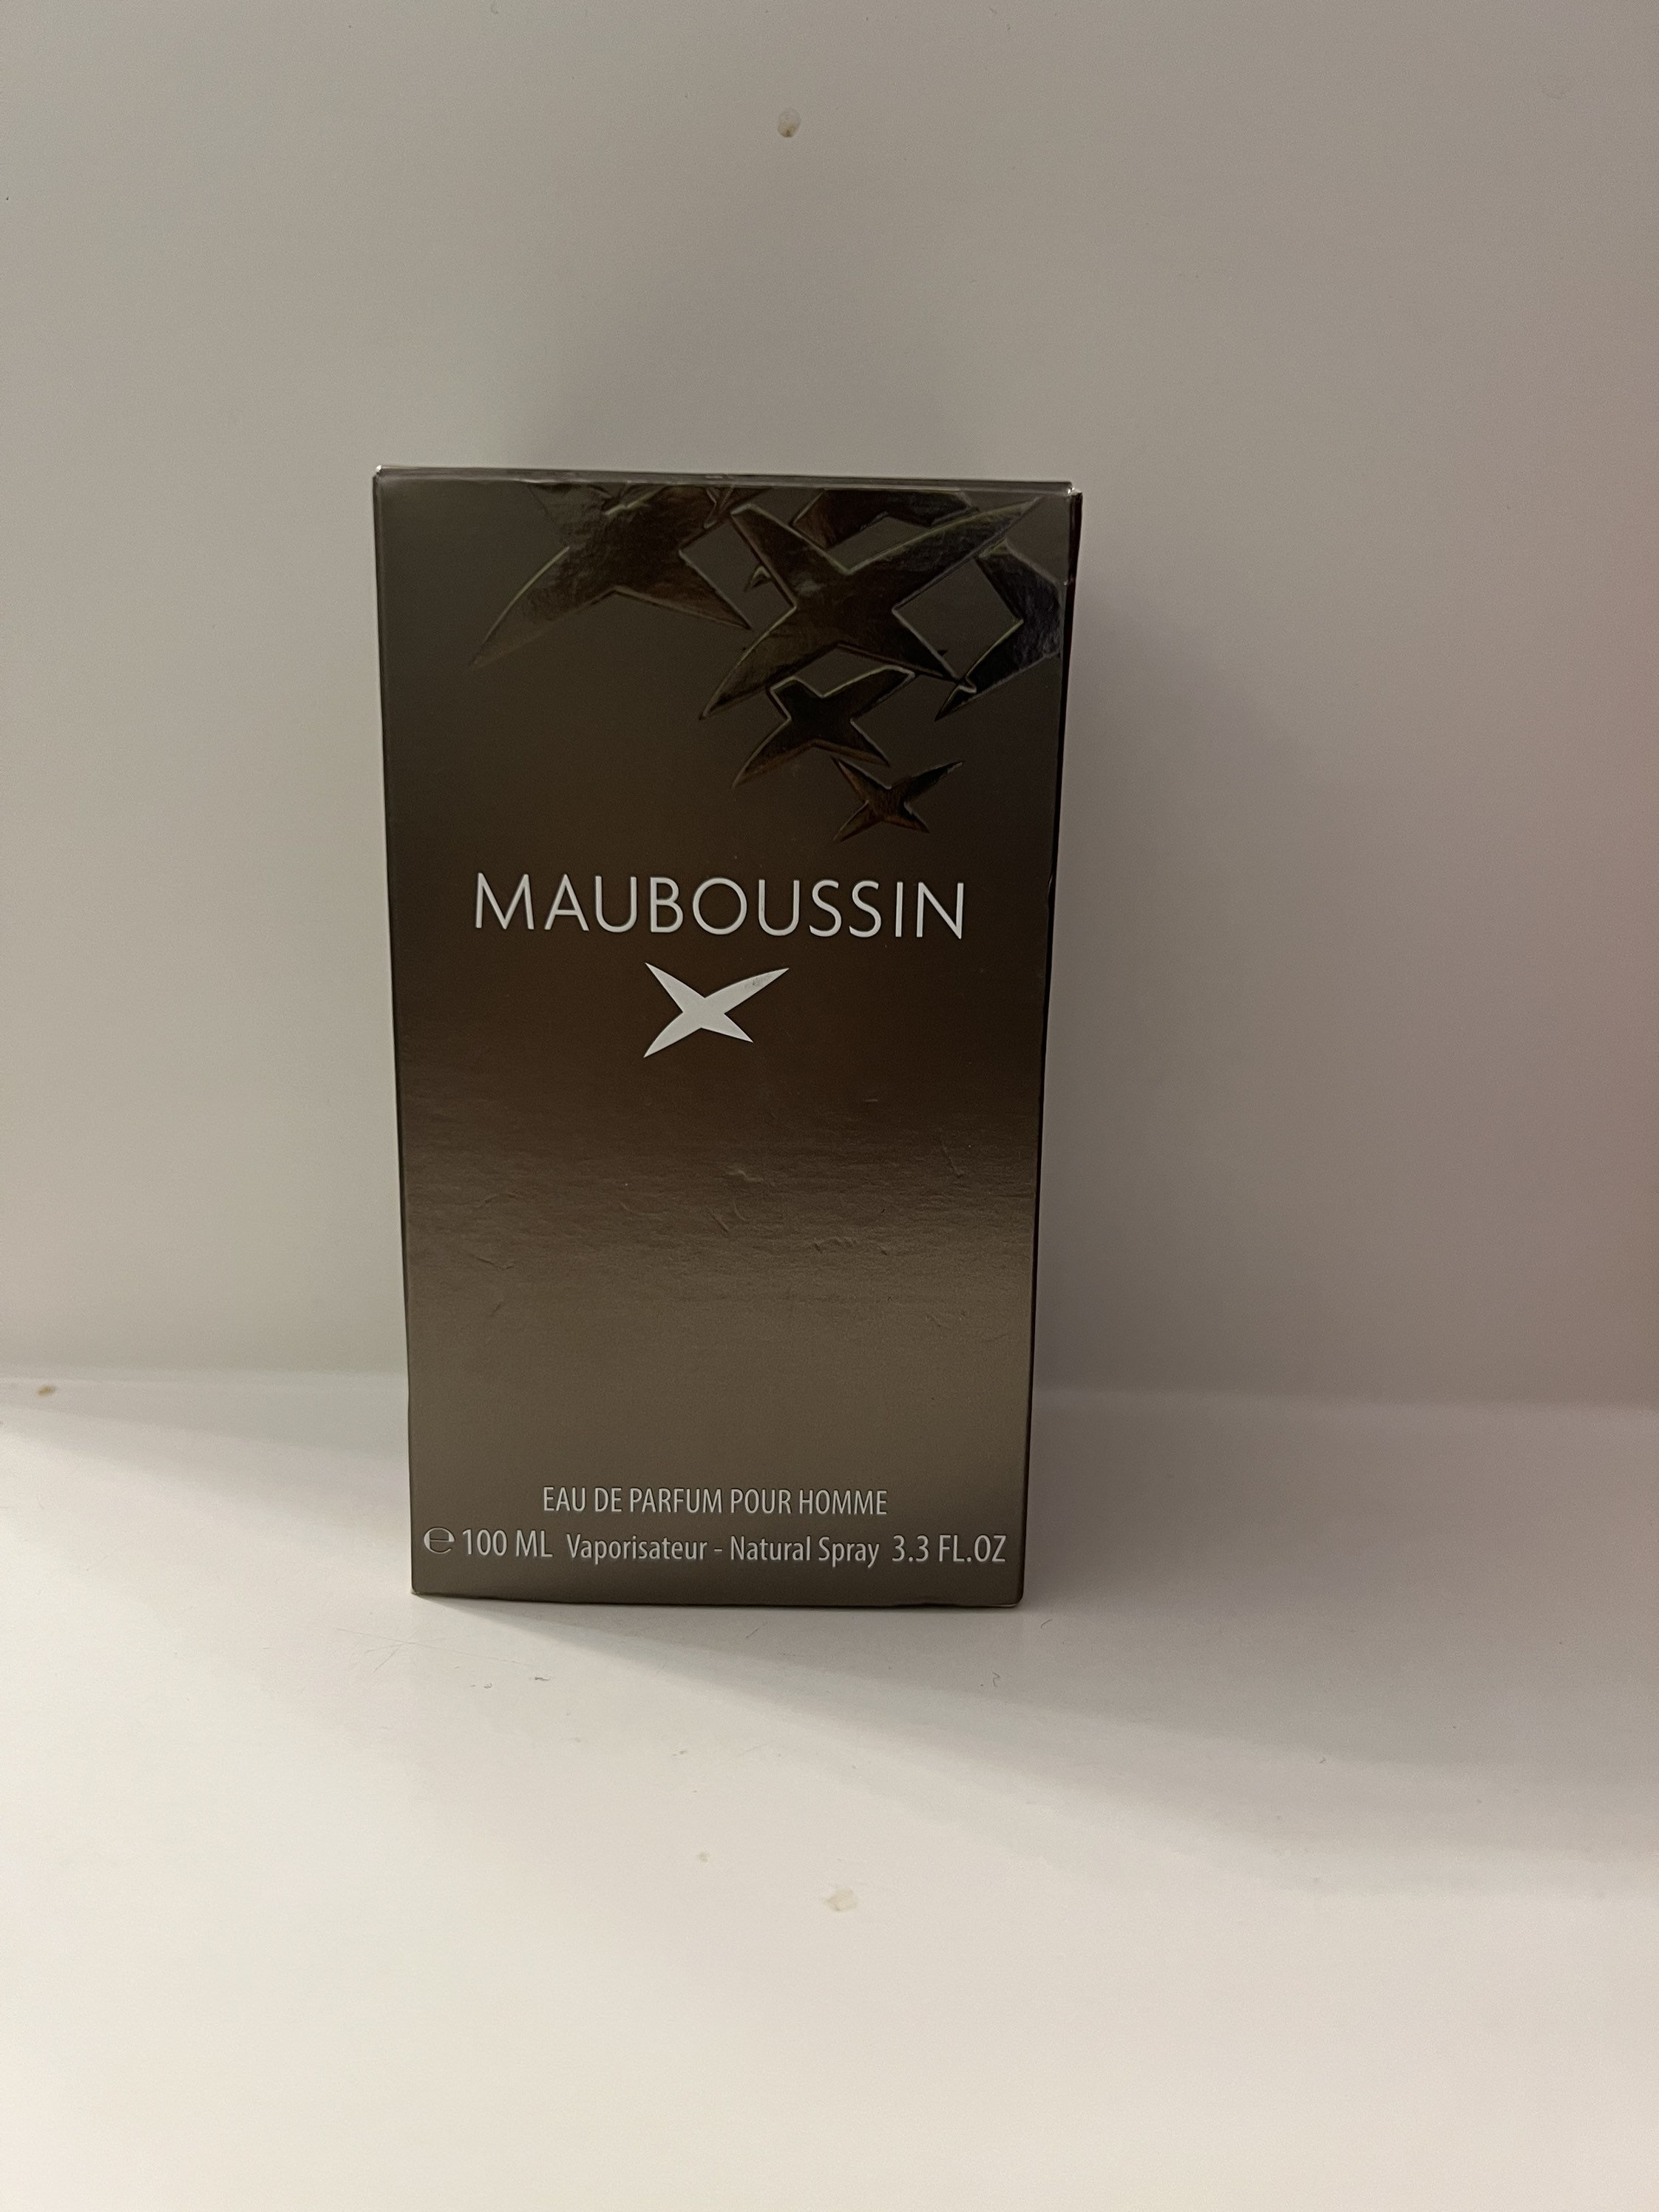 MAUBOUSSIN
EAU DE PARFUM POUR HOMME
℮ 100 ML Vaporisateur - Natural Spray 3.3 FL.OZ